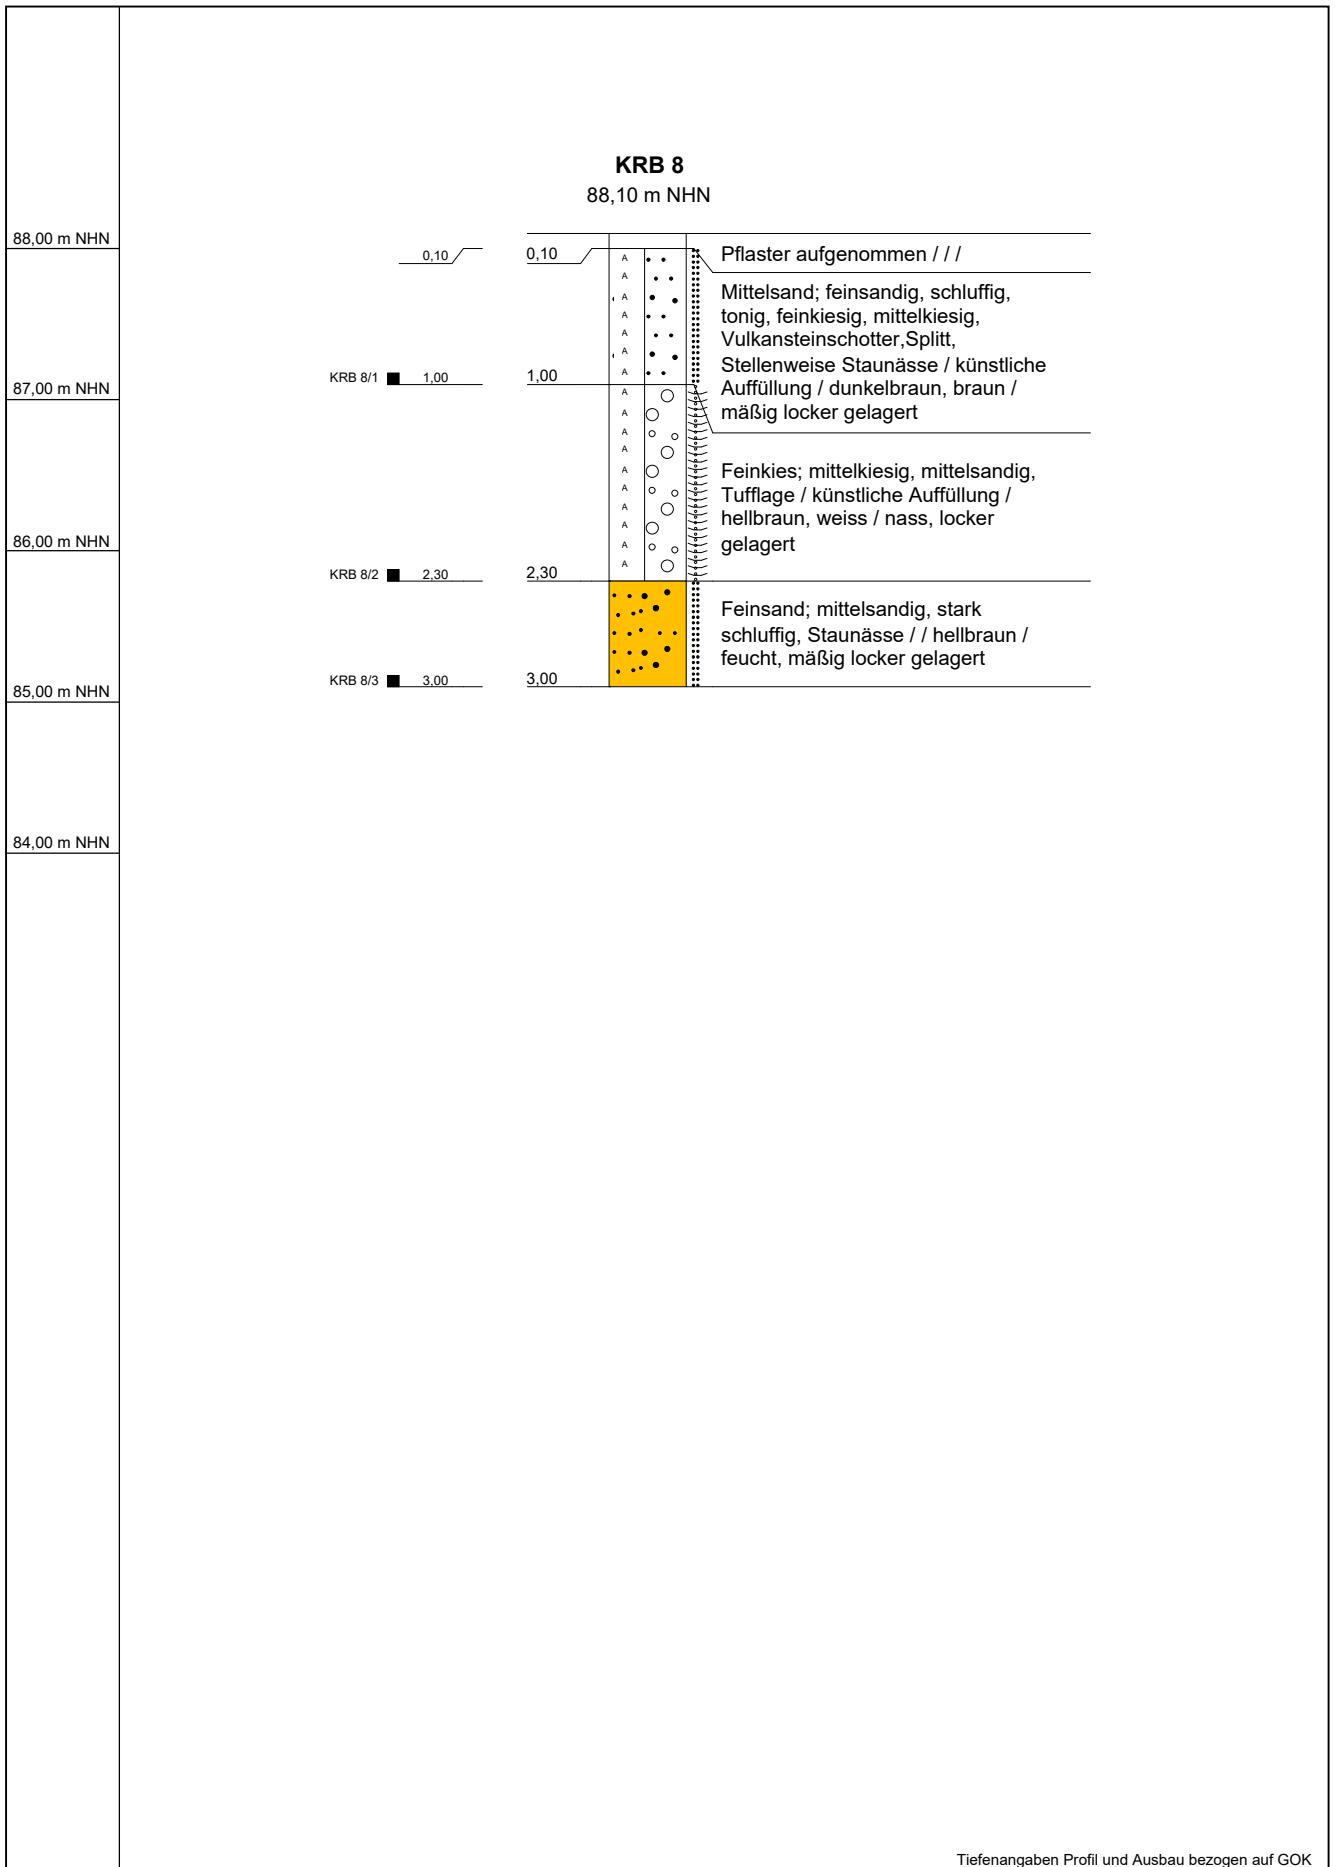 KRB 8
88,10 m NHN
88,00 m NHN
0,10
0,10
A
Pflaster aufgenommen / / /
A
A
A
A
A
A
Mittelsand; feinsandig, schluffig,
tonig, feinkiesig, mittelkiesig,
Vulkansteinschotter,Splitt,
Stellenweise Staunässe / künstliche
Auffüllung / dunkelbraun, braun /
mäßig locker gelagert
87,00 m NHN
KRB 8/1
1,00
1,00
A
A
A
A
A
A
A
A
A
A
Feinkies; mittelkiesig, mittelsandig,
Tufflage / künstliche Auffüllung /
hellbraun, weiss / nass, locker
gelagert
86,00 m NHN
KRB 8/2
2,30
2,30
Feinsand; mittelsandig, stark
schluffig, Staunässe / / hellbraun /
feucht, mäßig locker gelagert
KRB 8/3
3,00
3,00
85,00 m NHN
84,00 m NHN
Tiefenangaben Profil und Ausbau bezogen auf GOK